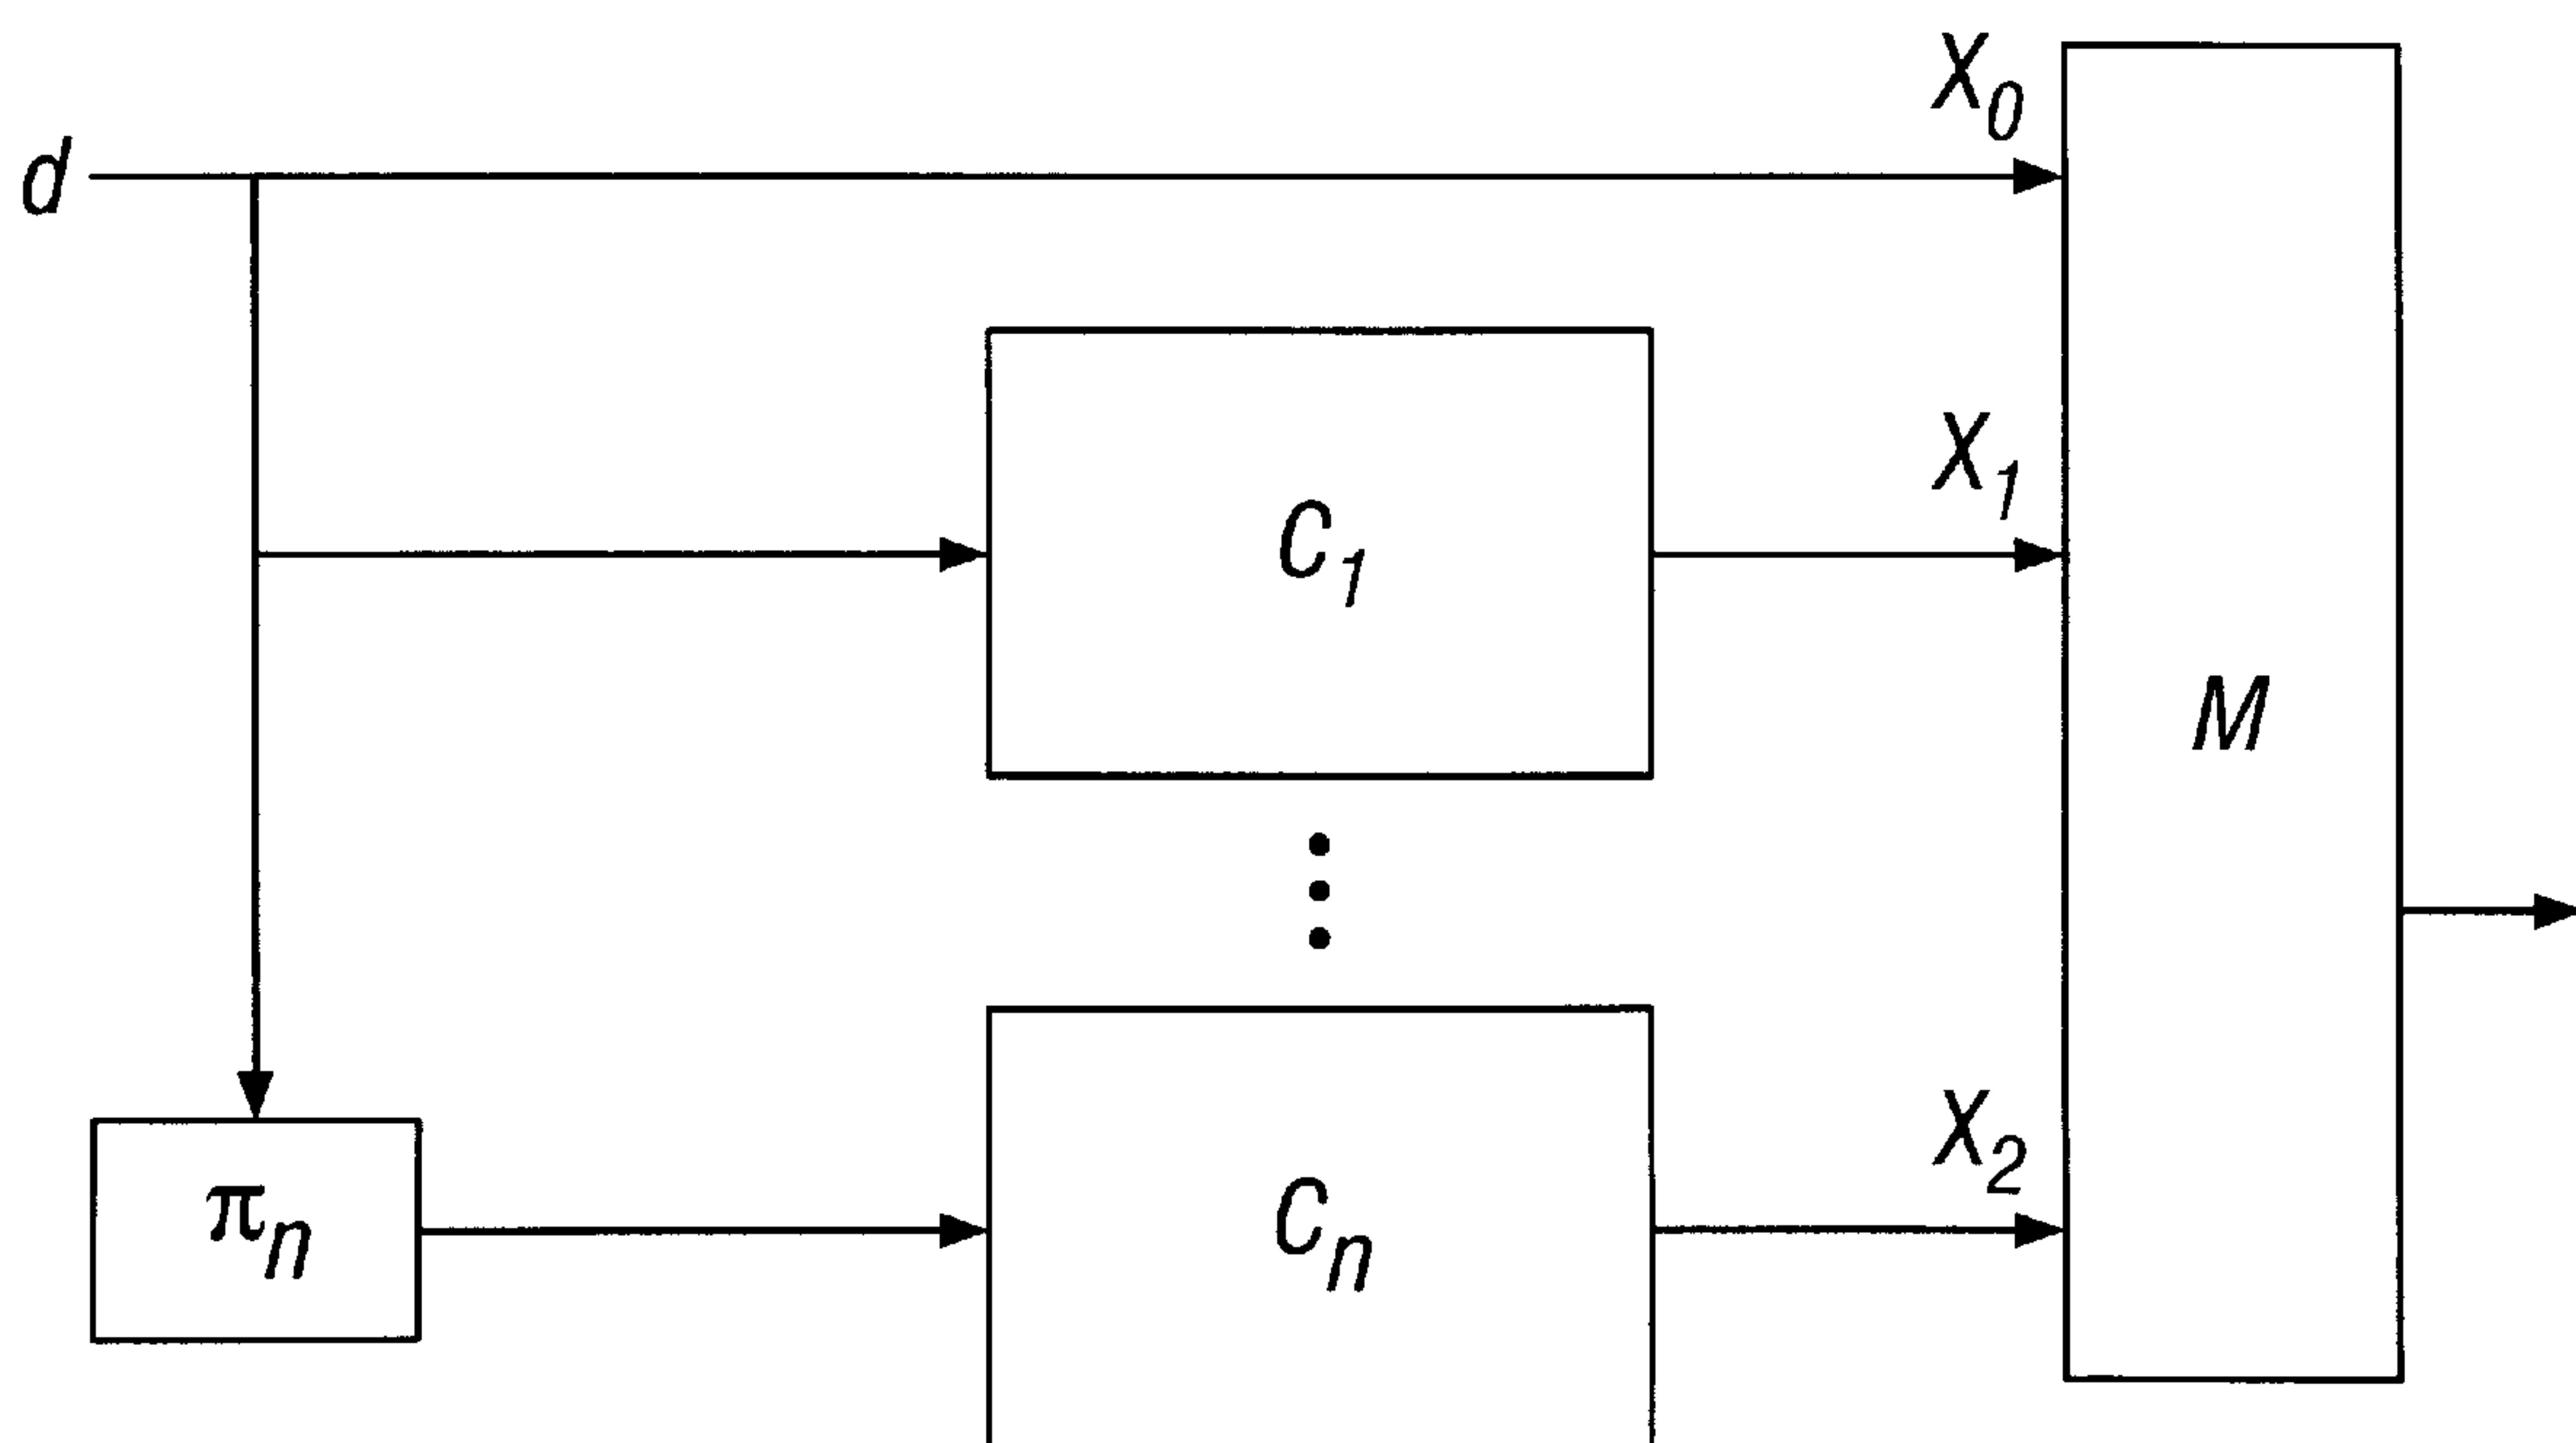 d
X₀
C₁
X₁
M
πₙ
Cₙ
X₂